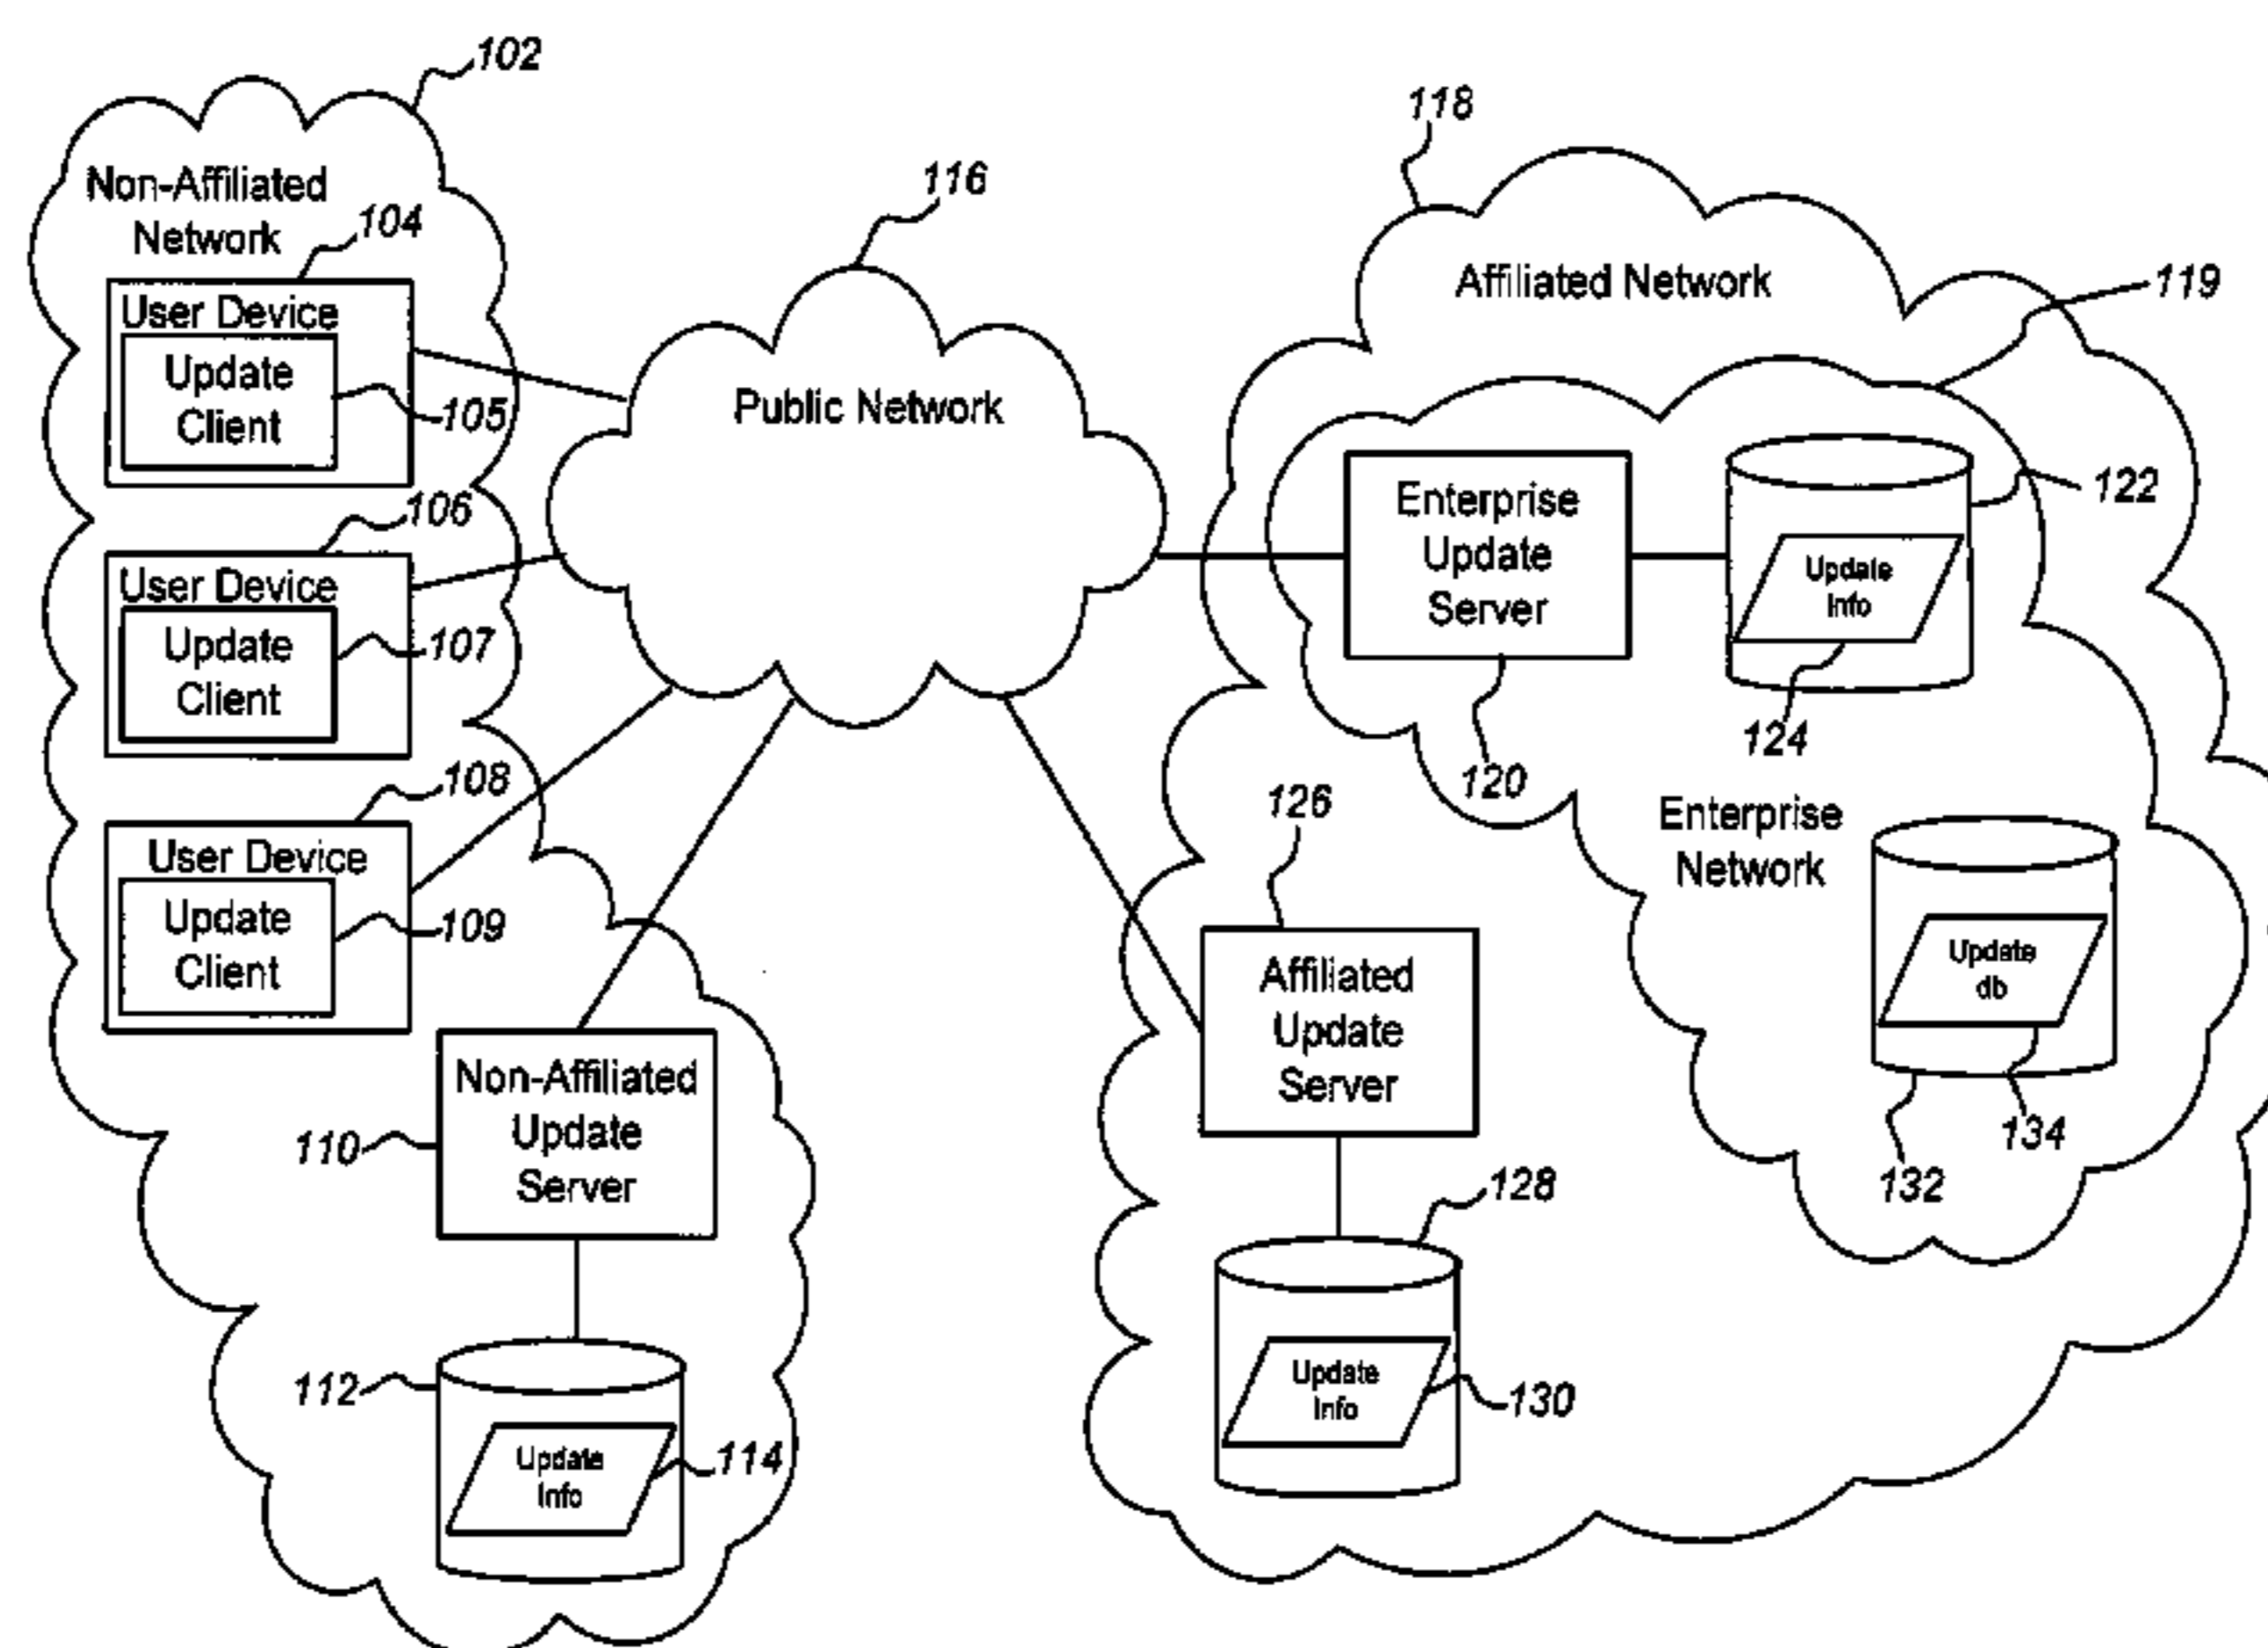 102
Non-Affiliated
Network
104
User Device
Update
Client
105
106
User Device
Update
Client
107
108
User Device
Update
Client
109
Non-Affiliated
Update
Server
110
112
Update
Info
114
116
Public Network
118
Affiliated Network
119
Enterprise
Update
Server
120
122
Update
Info
124
Enterprise
Network
Update
db
132
134
126
Affiliated
Update
Server
128
Update
Info
130